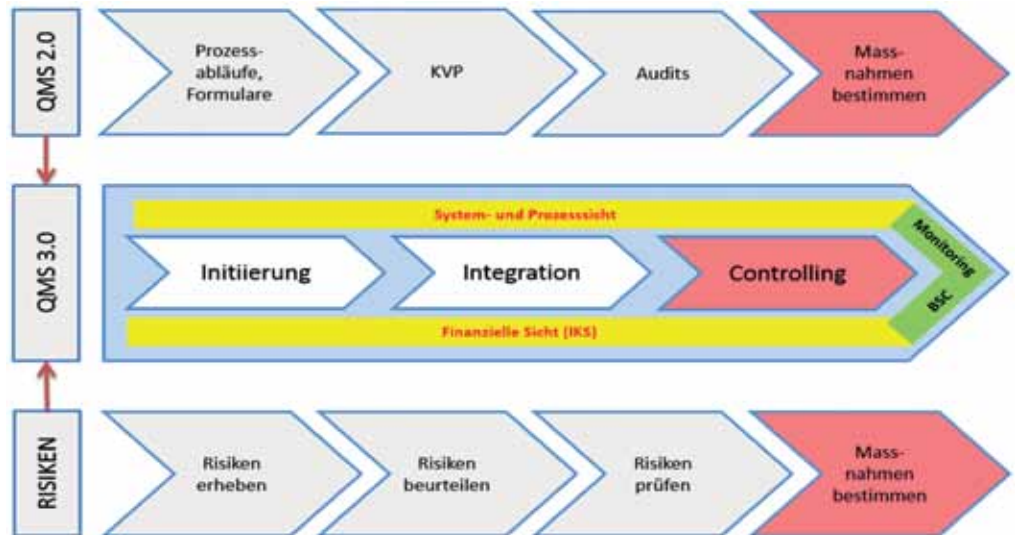 QMS 2.0
Prozess-
abläufe,
Formulare
KVP
Audits
Mass-
nahmen
bestimmen
QMS 3.0
System- und Prozesssicht
Initiierung
Integration
Controlling
Monitoring
BSC
Finanzielle Sicht (IKS)
RISIKEN
Risiken
erheben
Risiken
beurteilen
Risiken
prüfen
Mass-
nahmen
bestimmen